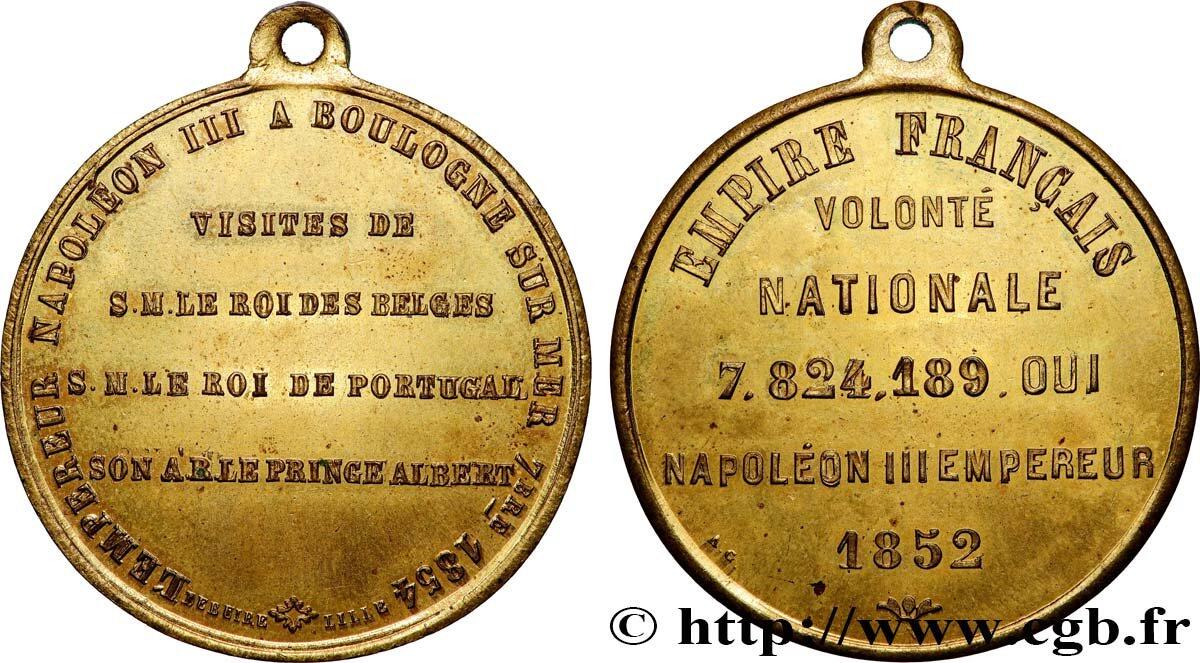 L'EMPEREUR NAPOLÉON III A BOULOGNE SUR MER 7BRE 1854
VISITES DE
S.M. LE ROI DES BELGES
S.M. LE ROI DE PORTUGAL
SON A.R. LE PRINCE ALBERT
LILLE
EMPIRE FRANÇAIS
VOLONTÉ
NATIONALE
7.824.189. OUI
NAPOLÉON III EMPEREUR
1852
© http://www.cgb.fr